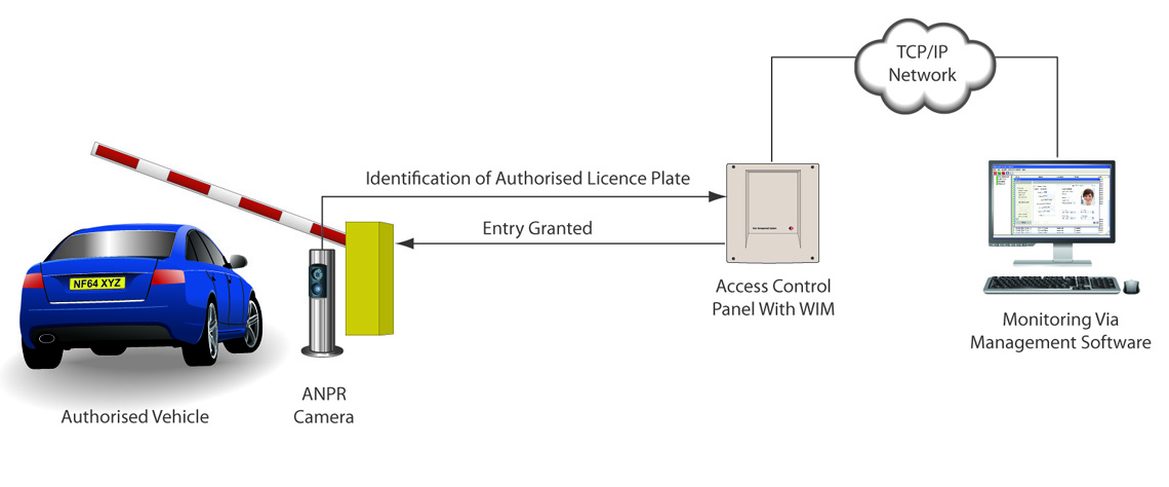 TCP/IP
Network
Identification of Authorised Licence Plate
Entry Granted
NF64 XYZ
Access Control
Panel With WIM
Monitoring Via
Management Software
ANPR
Camera
Authorised Vehicle